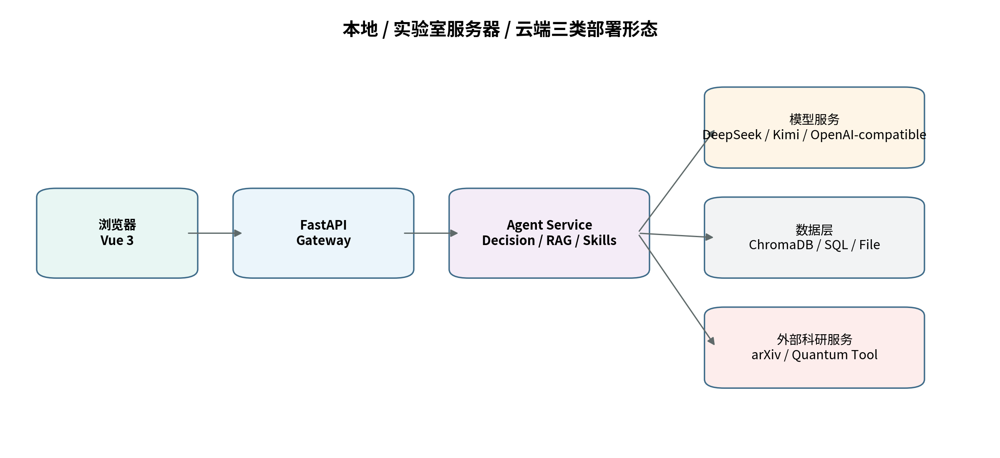 本地 / 实验室服务器 / 云端三类部署形态
浏览器
Vue 3
FastAPI
Gateway
Agent Service
Decision / RAG / Skills
模型服务
DeepSeek / Kimi / OpenAI-compatible
数据层
ChromaDB / SQL / File
外部科研服务
arXiv / Quantum Tool